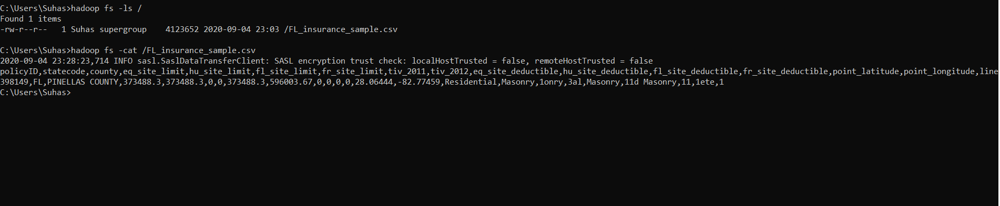 C:\Users\Suhas>hadoop fs -ls /
Found 1 items
-rw-r--r--   1 Suhas supergroup    4123652 2020-09-04 23:03 /FL_insurance_sample.csv
C:\Users\Suhas>hadoop fs -cat /FL_insurance_sample.csv
2020-09-04 23:28:23,714 INFO sasl.SaslDataTransferClient: SASL encryption trust check: localHostTrusted = false, remoteHostTrusted = false
policyID,statecode,county,eq_site_limit,hu_site_limit,fl_site_limit,fr_site_limit,tiv_2011,tiv_2012,eq_site_deductible,hu_site_deductible,fl_site_deductible,fr_site_deductible,point_latitude,point_longitude,line
398149,FL,PINELLAS COUNTY,373488.3,373488.3,0,0,373488.3,596003.67,0,0,0,0,28.06444,-82.77459,Residential,Masonry,1onry,3al,Masonry,11d Masonry,11,1ete,1
C:\Users\Suhas>